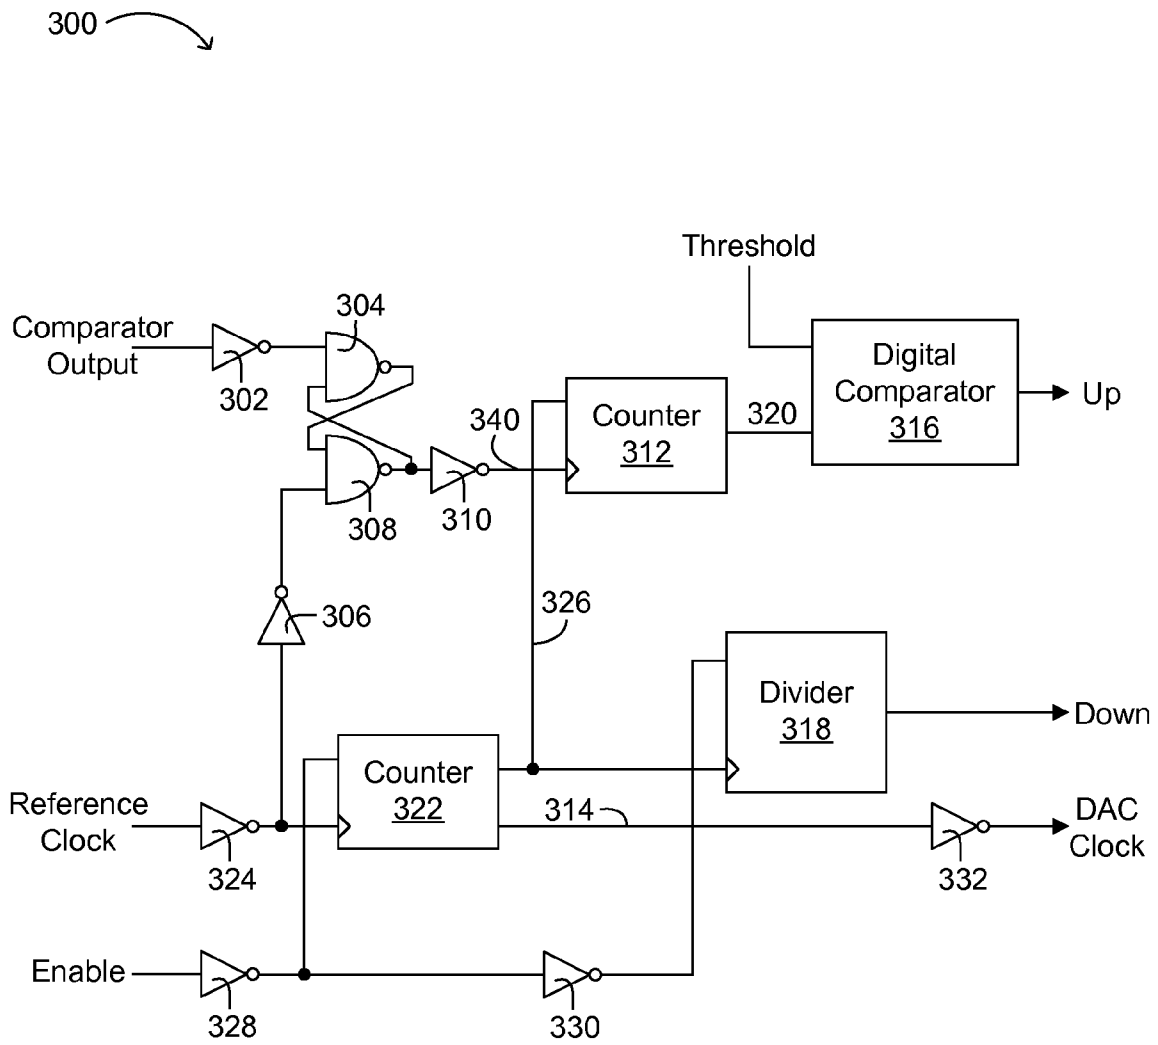 300
Threshold
304
Comparator
Output
302
Digital
Comparator
316
Up
340
Counter
312
320
310
308
326
306
Divider
318
Down
Counter
322
Reference
Clock
324
314
DAC
Clock
332
Enable
328
330